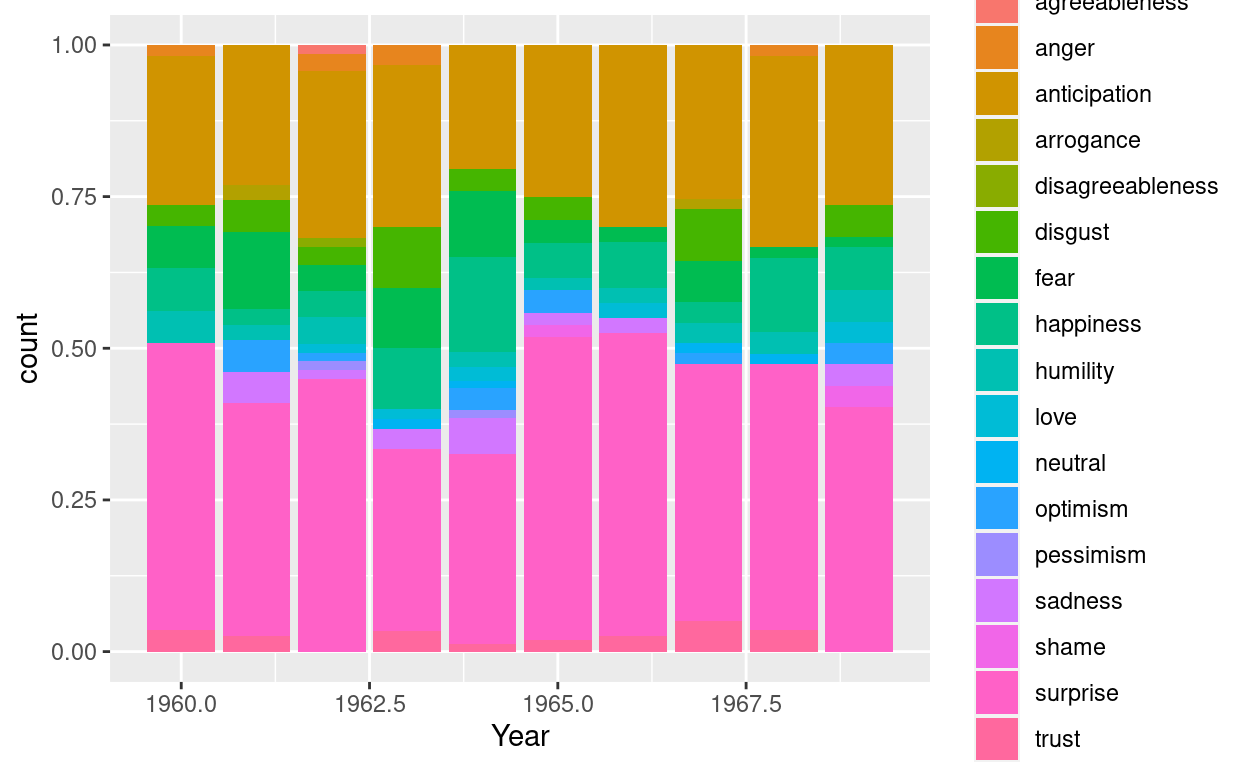 agreeableness
anger
anticipation
arrogance
disagreeableness
disgust
fear
happiness
humility
love
neutral
optimism
pessimism
sadness
shame
surprise
trust
1.00
0.75
0.50
0.25
0.00
count
1960.0 1962.5 1965.0 1967.5
Year